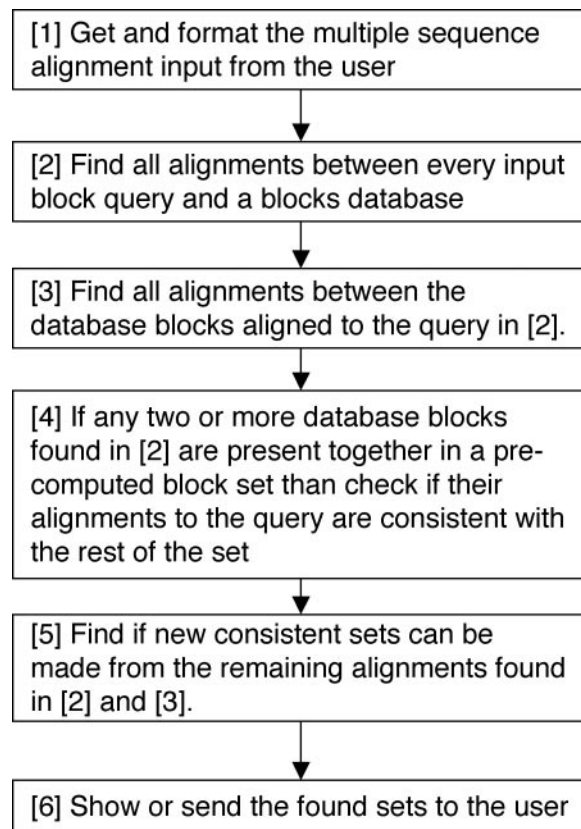 [1] Get and format the multiple sequence
alignment input from the user
[2] Find all alignments between every input
block query and a blocks database
[3] Find all alignments between the
database blocks aligned to the query in [2].
[4] If any two or more database blocks
found in [2] are present together in a pre-
computed block set than check if their
alignments to the query are consistent with
the rest of the set
[5] Find if new consistent sets can be
made from the remaining alignments found
in [2] and [3].
[6] Show or send the found sets to the user